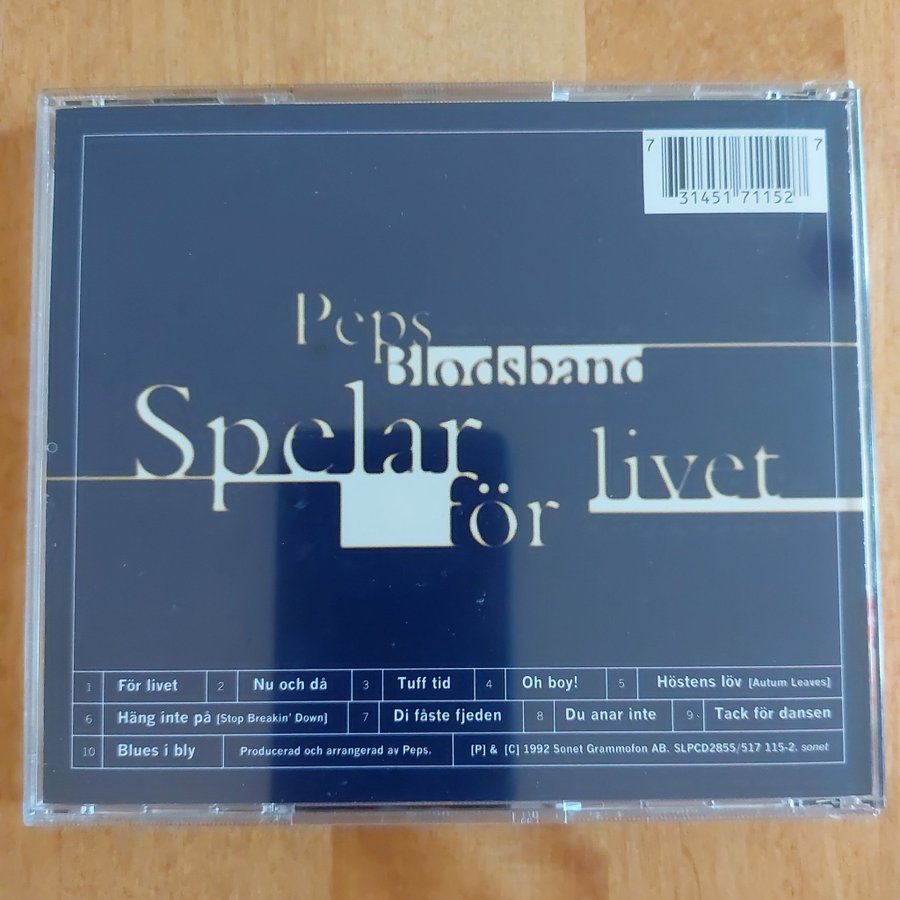 7 31451 71152 7
Peps
Blodsband
Spelar
för livet
1 För livet 2 Nu och då 3 Tuff tid 4 Oh boy! 5 Höstens löv [Autum Leaves]
6 Häng inte på [Stop Breakin' Down] 7 Di fåste fjeden 8 Du anar inte 9 Tack för dansen
10 Blues i bly Producerad och arrangerad av Peps. [P] & [C] 1992 Sonet Grammofon AB. SLPCD2855/517 115-2. sonet